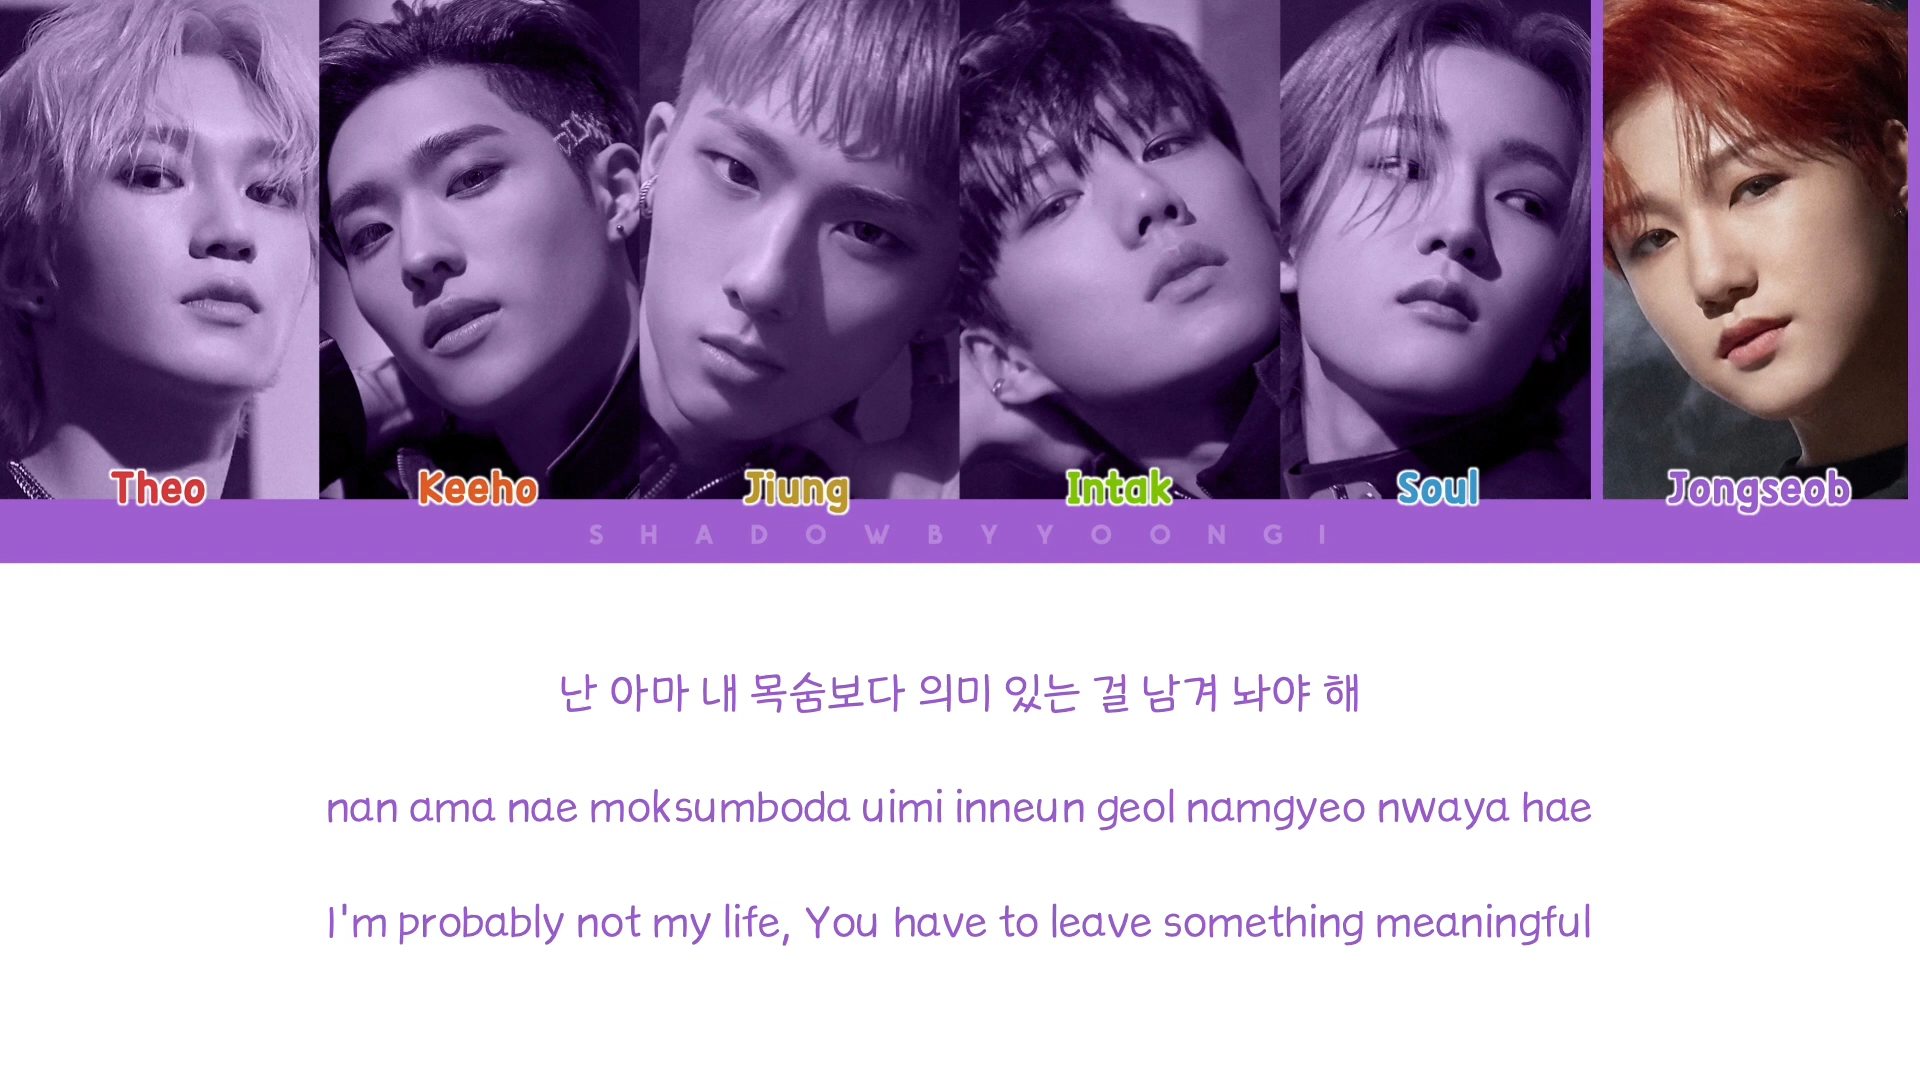 Theo Keeho Jiung Intak Soul Jongseob
SHADOWBYYOONGI
난 아마 내 목숨보다 의미 있는 걸 남겨 놔야 해
nan ama nae moksumboda uimi inneun geol namgyeo nwaya hae
I'm probably not my life, You have to leave something meaningful